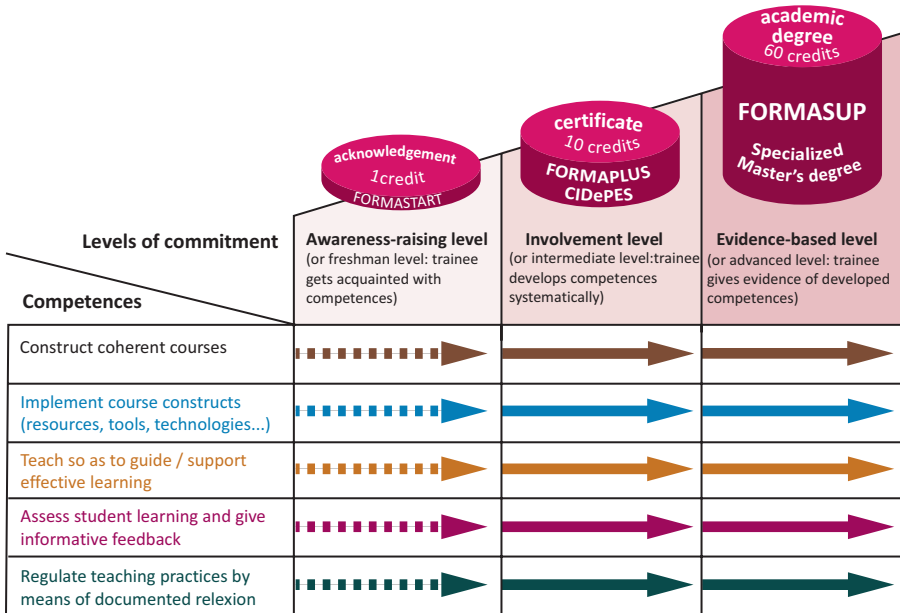 academic
degree
60 credits
FORMASUP
Specialized
Master's degree
certificate
10 credits
FORMAPLUS
CIDePES
acknowledgement
1credit
FORMASTART
Levels of commitment
Competences
Awareness-raising level
(or freshman level: trainee
gets acquainted with
competences)
Involvement level
(or intermediate level:trainee
develops competences
systematically)
Evidence-based level
(or advanced level: trainee
gives evidence of developed
competences)
Construct coherent courses
Implement course constructs
(resources, tools, technologies...)
Teach so as to guide / support
effective learning
Assess student learning and give
informative feedback
Regulate teaching practices by
means of documented relexion